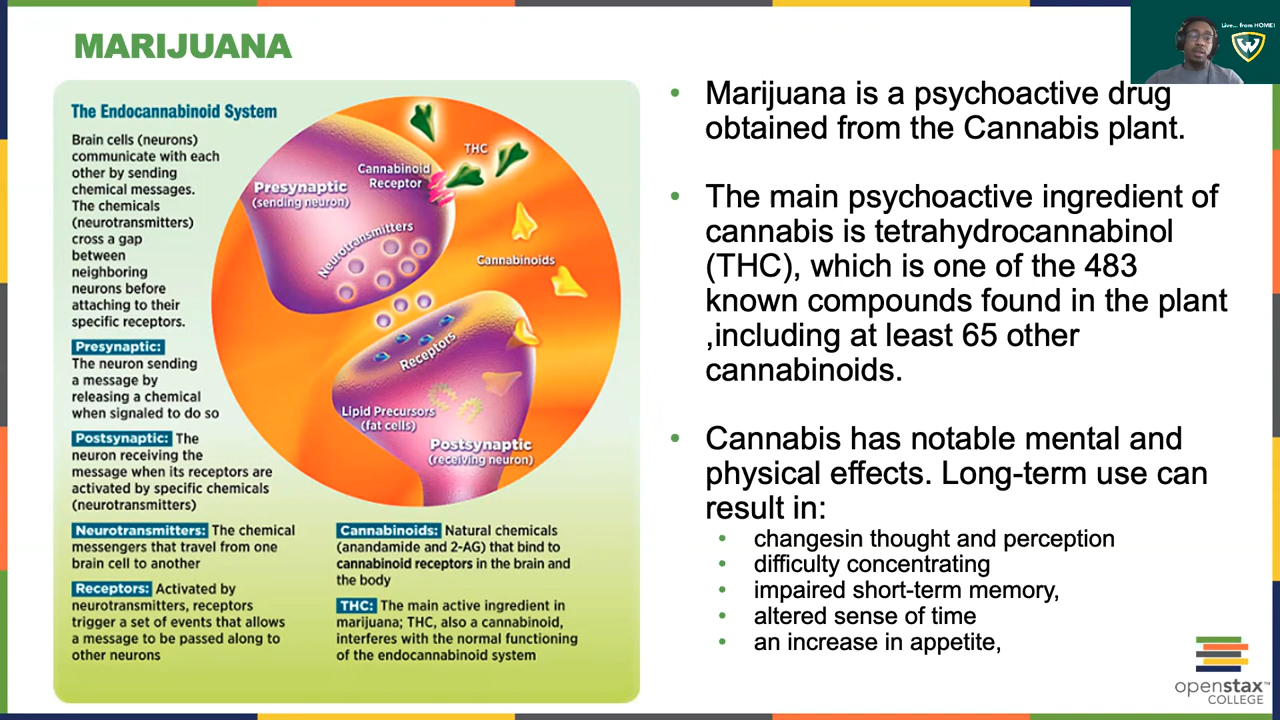 MARIJUANA
Live... from HOME!
W
The Endocannabinoid System
Brain cells (neurons)
communicate with each
other by sending
chemical messages.
The chemicals
(neurotransmitters)
cross a gap
between
neighboring
neurons before
attaching to their
specific receptors.
Presynaptic:
The neuron sending
a message by
releasing a chemical
when signaled to do so
Postsynaptic: The
neuron receiving the
message when its receptors are
activated by specific chemicals
(neurotransmitters)
Neurotransmitters: The chemical
messengers that travel from one
brain cell to another
Receptors: Activated by
neurotransmitters, receptors
trigger a set of events that allows
a message to be passed along to
other neurons
Cannabinoids: Natural chemicals
(anandamide and 2-AG) that bind to
cannabinoid receptors in the brain and
the body
THC: The main active ingredient in
marijuana; THC, also a cannabinoid,
interferes with the normal functioning
of the endocannabinoid system
THC
Cannabinoid
Receptor
Presynaptic
(sending neuron)
Neurotransmitters
Cannabinoids
Receptors
Lipid Precursors
(fat cells)
Postsynaptic
(receiving neuron)
• Marijuana is a psychoactive drug
obtained from the Cannabis plant.
• The main psychoactive ingredient of
cannabis is tetrahydrocannabinol
(THC), which is one of the 483
known compounds found in the plant
,including at least 65 other
cannabinoids.
• Cannabis has notable mental and
physical effects. Long-term use can
result in:
• changesin thought and perception
• difficulty concentrating
• impaired short-term memory,
• altered sense of time
• an increase in appetite,
openstax™
COLLEGE